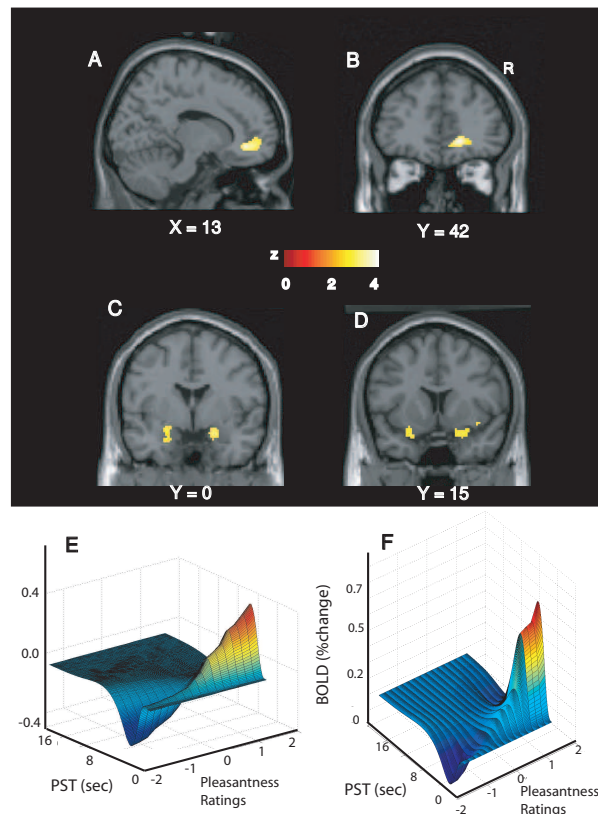 A
B
R
X = 13
Y = 42
z
0 2 4
C
D
Y = 0
Y = 15
E
0.4
0.0
-0.4
16
8
0
-2
-1
0
1
2
PST (sec)
Pleasantness
Ratings
F
BOLD (%change)
0.7
0.5
0.2
0
16
8
0
-2
-1
0
1
2
PST (sec)
Pleasantness
Ratings